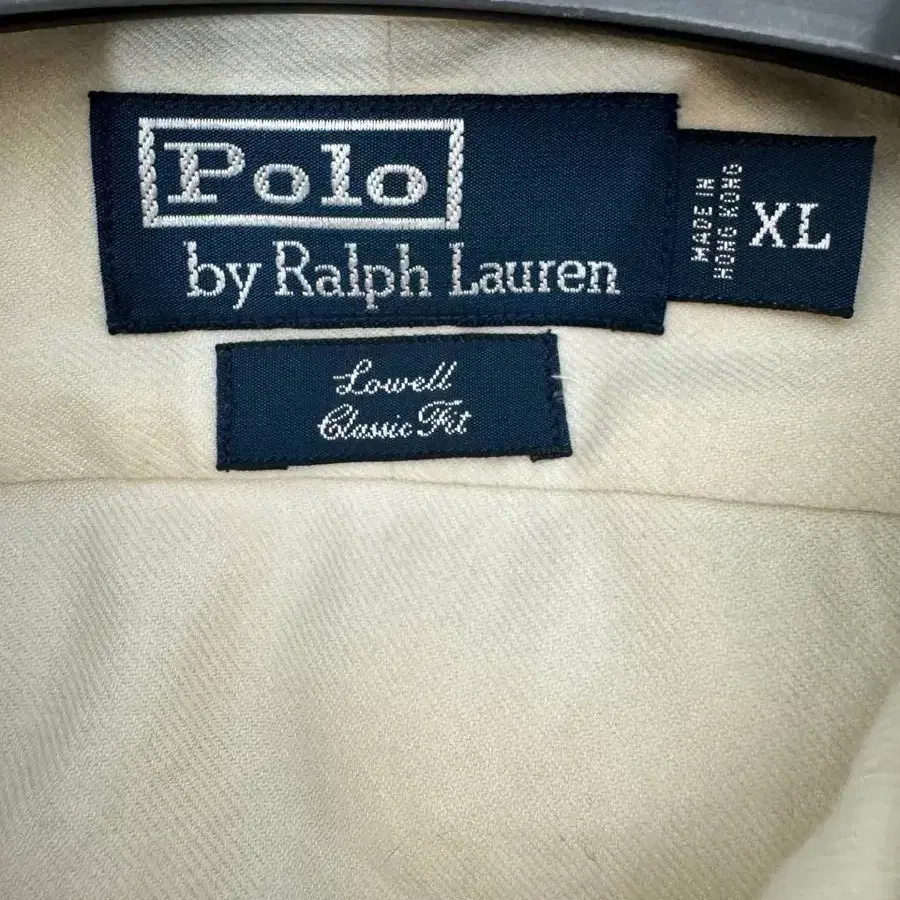 Polo
by Ralph Lauren
MADE IN
HONG KONG
XL
Lowell
Classic Fit